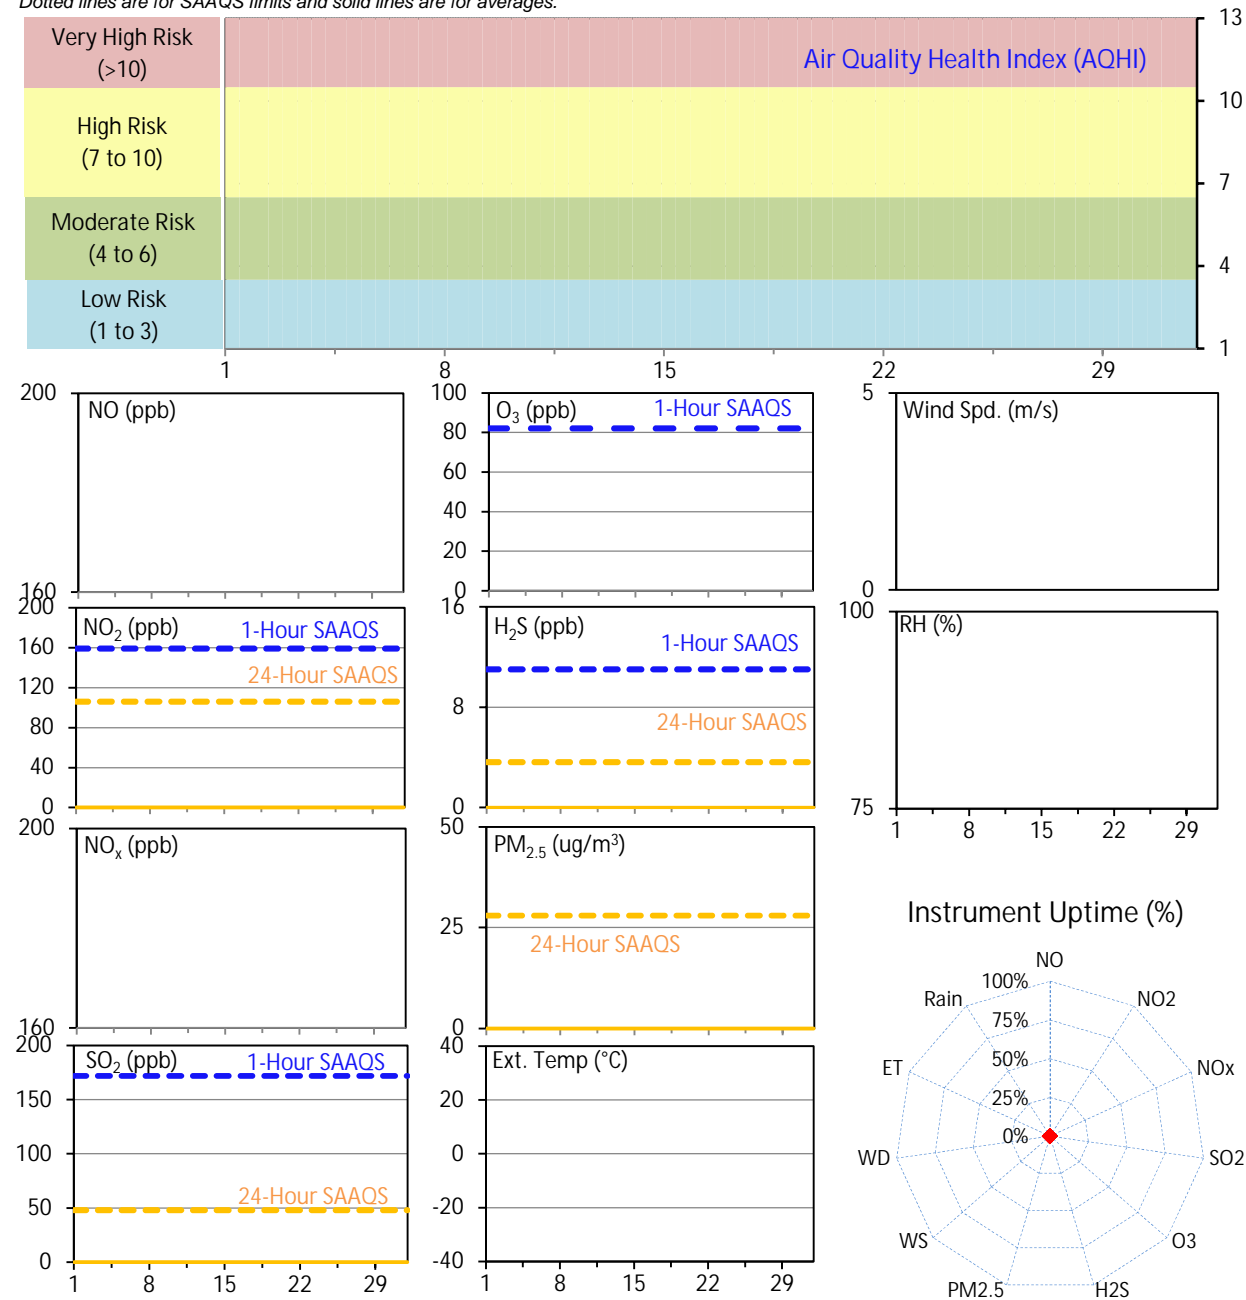 Dotted lines are for SAAQS limits and solid lines are for averages.
Very High Risk
(>10)
High Risk
(7 to 10)
Moderate Risk
(4 to 6)
Low Risk
(1 to 3)
Air Quality Health Index (AQHI)
13
10
7
4
1
1 8 15 22 29
NO (ppb)
200
160
O3 (ppb)
1-Hour SAAQS
100
80
60
40
20
0
Wind Spd. (m/s)
5
0
NO2 (ppb)
1-Hour SAAQS
24-Hour SAAQS
200
160
120
80
40
0
H2S (ppb)
1-Hour SAAQS
24-Hour SAAQS
16
8
0
RH (%)
100
75
1 8 15 22 29
NOx (ppb)
200
160
PM2.5 (ug/m³)
24-Hour SAAQS
50
25
0
SO2 (ppb)
1-Hour SAAQS
24-Hour SAAQS
200
150
100
50
0
1 8 15 22 29
Ext. Temp (°C)
40
20
0
-20
-40
1 8 15 22 29
Instrument Uptime (%)
NO
NO2
NOx
SO2
O3
H2S
PM2.5
WS
WD
ET
Rain
100%
75%
50%
25%
0%